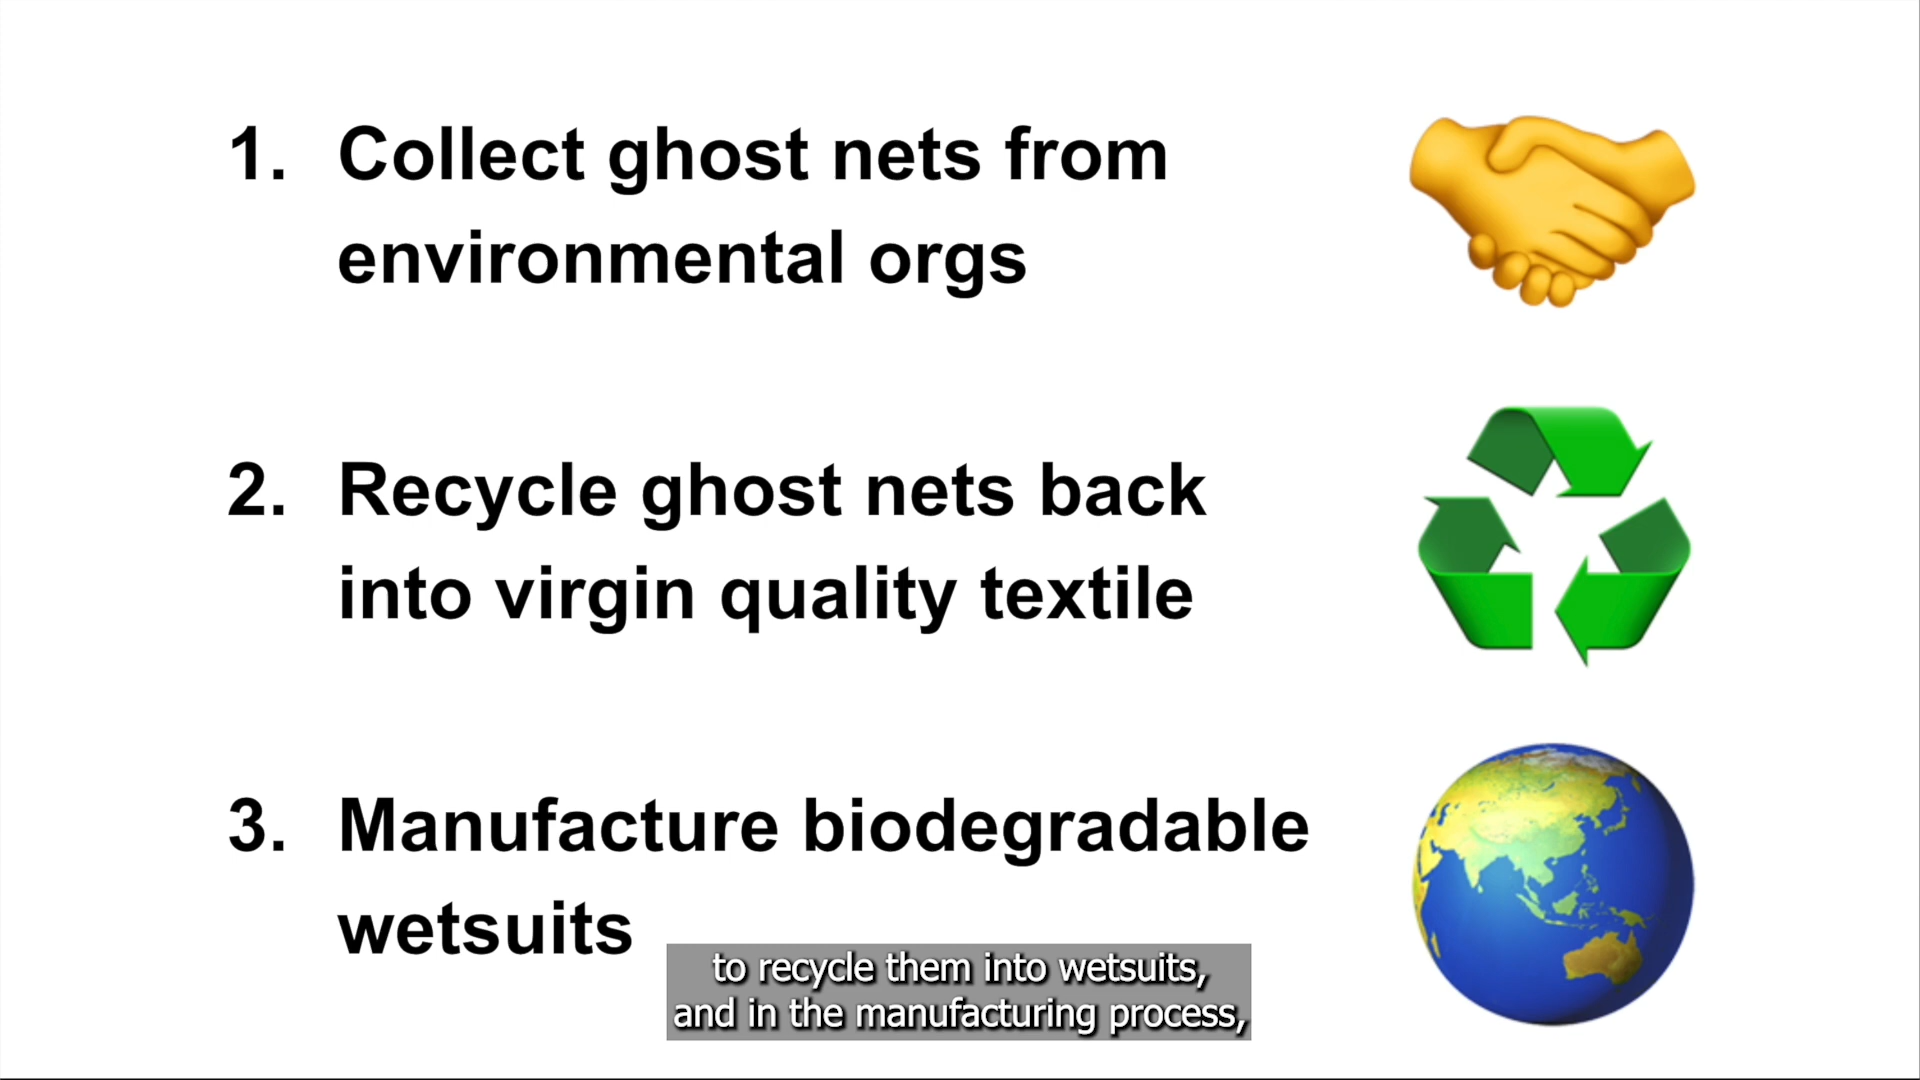 1. Collect ghost nets from
environmental orgs
2. Recycle ghost nets back
into virgin quality textile
3. Manufacture biodegradable
wetsuits
to recycle them into wetsuits,
and in the manufacturing process,